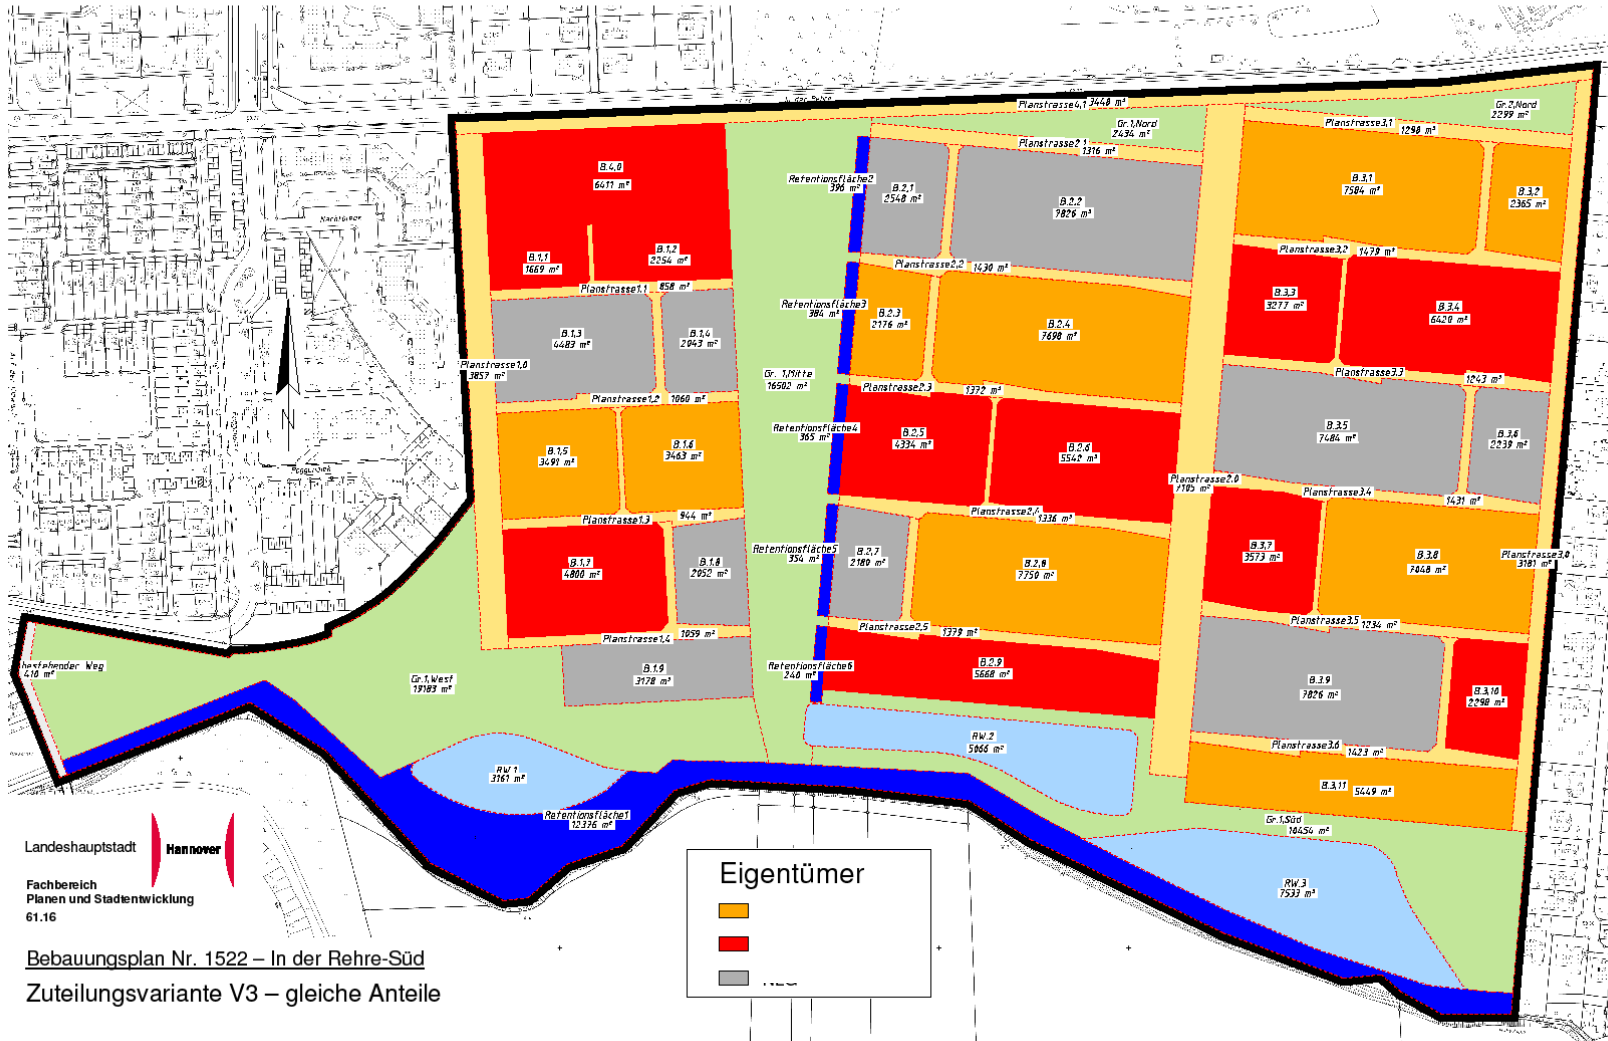 In der Rehre
Planstrasse4,1 3448 m²
Gr.2,Nord
2299 m²
Gr.1,Nord
2434 m²
Planstrasse3,1
1298 m²
Planstrasse2,1
1316 m²
B.4,0
6411 m²
B.1,1
1669 m²
B.1,2
2254 m²
Planstrasse1,1 858 m²
B.1,3
4483 m²
B.1,4
2043 m²
Planstrasse1,0
3857 m²
Planstrasse1,2 1060 m²
B.1,5
3491 m²
B.1,6
3463 m²
Planstrasse1,3 944 m²
B.1,7
4800 m²
B.1,8
2052 m²
Planstrasse1,4 1059 m²
B.1,9
3178 m²
Gr. 1,Mitte
16502 m²
Retentionsfläche2
396 m²
Retentionsfläche3
384 m²
Retentionsfläche4
365 m²
Retentionsfläche5
354 m²
Retentionsfläche6
240 m²
B.2,1
2548 m²
B.2,2
7826 m²
Planstrasse2,2 1430 m²
B.2,3
2176 m²
B.2,4
7698 m²
Planstrasse2,3 1372 m²
B.2,5
4334 m²
B.2,6
5542 m²
Planstrasse2,4
1336 m²
B.2,7
2180 m²
B.2,8
7750 m²
Planstrasse2,5 1379 m²
B.2,9
5668 m²
Planstrasse2,0
7105 m²
B.3,1
7504 m²
B.3,2
2365 m²
Planstrasse3,2 1479 m²
B.3,3
3277 m²
B.3,4
6420 m²
Planstrasse3,3 1243 m²
B.3,5
7484 m²
B.3,6
2239 m²
Planstrasse3,4 1431 m²
B.3,7
3573 m²
B.3,8
7048 m²
Planstrasse3,0
3181 m²
Planstrasse3,5 1234 m²
B.3,9
7826 m²
B.3,10
2298 m²
Planstrasse3,6 1423 m²
B.3,11 5449 m²
bestehender Weg
410 m²
Gr.1,West
19183 m²
RW.1
3161 m²
Retentionsfläche1
12336 m²
RW.2
5066 m²
Gr.1,Süd
10454 m²
RW.3
7533 m²
N
Landeshauptstadt Hannover
Fachbereich
Planen und Stadtentwicklung
61.16
Bebauungsplan Nr. 1522 – In der Rehre-Süd
Zuteilungsvariante V3 – gleiche Anteile
Eigentümer